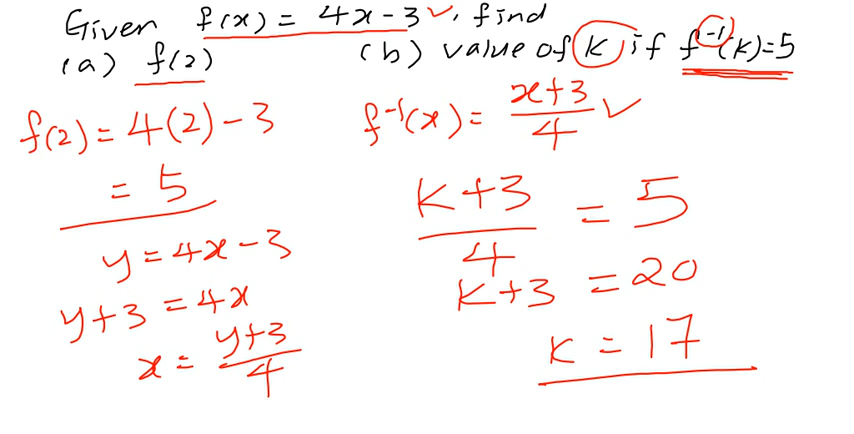 Given f(x) = 4x - 3 ✓, find
(a) f(2) (b) value of k if f⁻¹(k)=5
f(2) = 4(2) - 3
= 5
y = 4x - 3
y+3 = 4x
x = (y+3)/4
f⁻¹(x) = (x+3)/4 ✓
(k+3)/4 = 5
k+3 = 20
k = 17